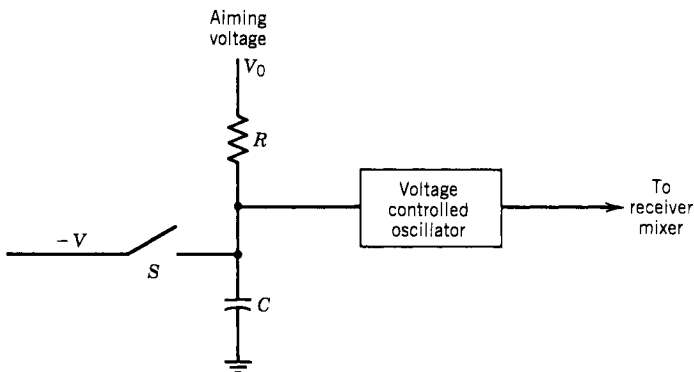 Aiming
voltage
V0
R
Voltage
controlled
oscillator
To
receiver
mixer
−V
S
C